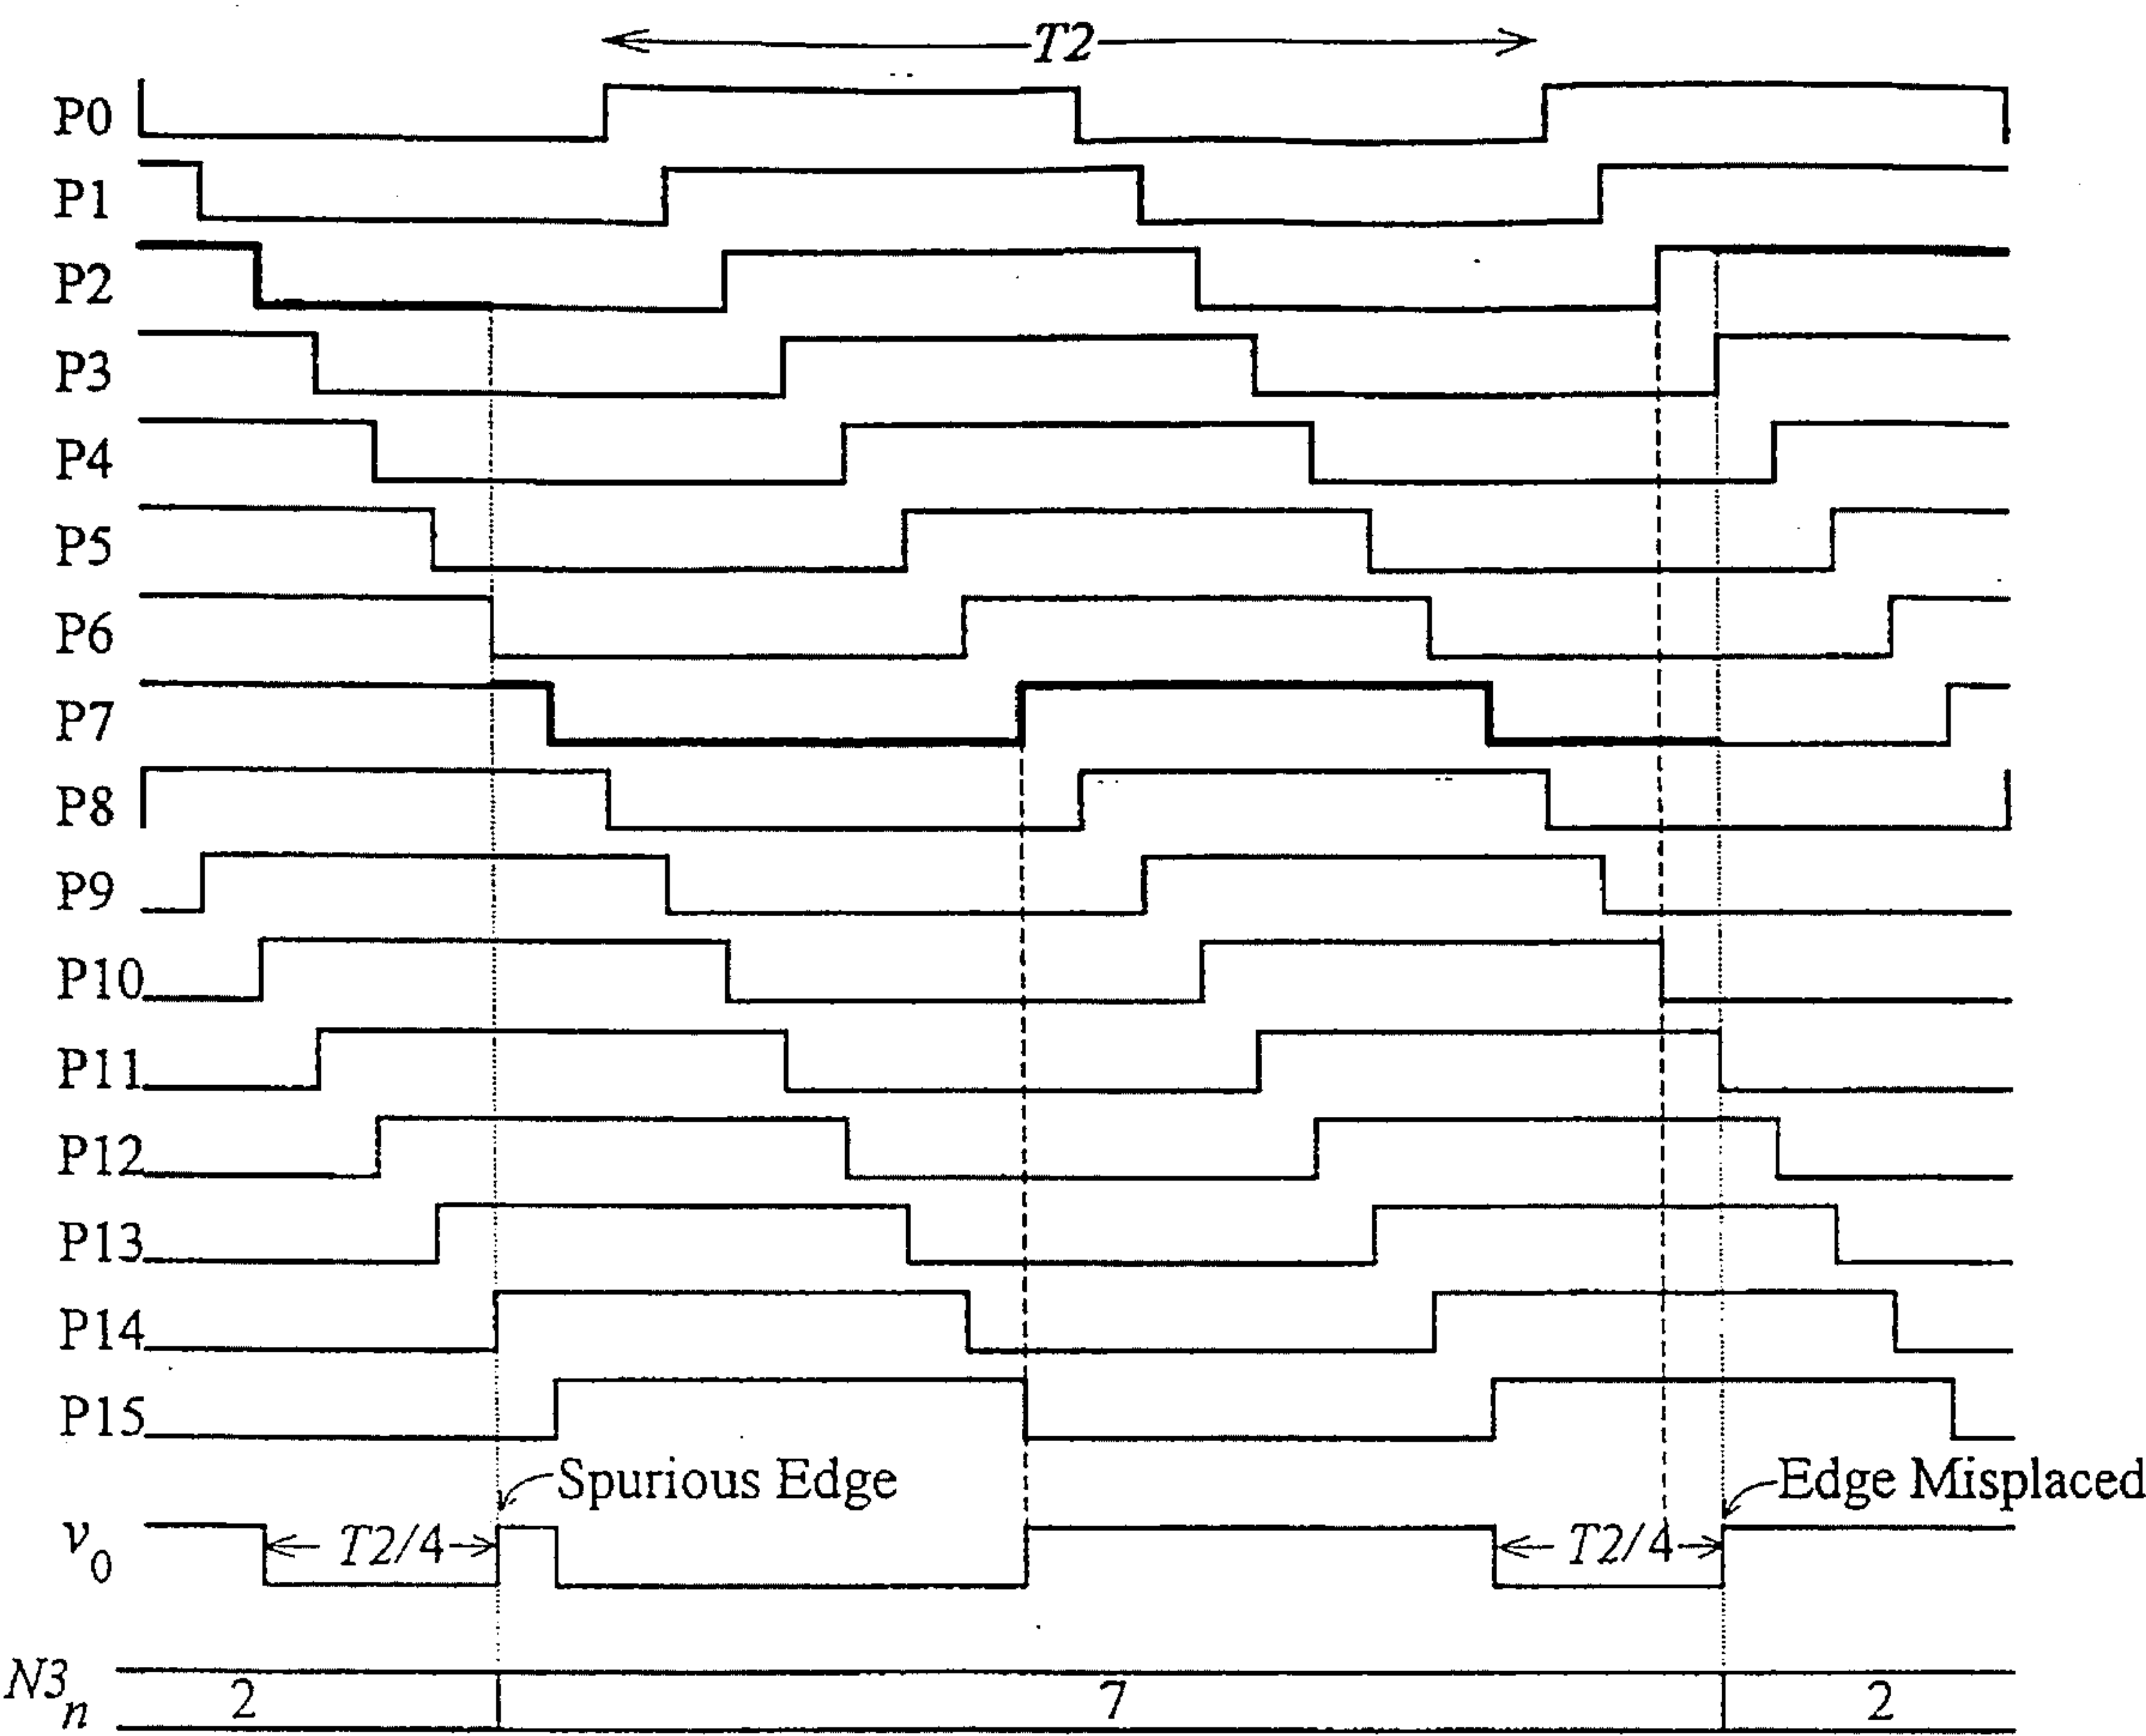 T2
P0
P1
P2
P3
P4
P5
P6
P7
P8
P9
P10
P11
P12
P13
P14
P15
Spurious Edge
Edge Misplaced
v0 T2/4 T2/4
N3n 2 7 2